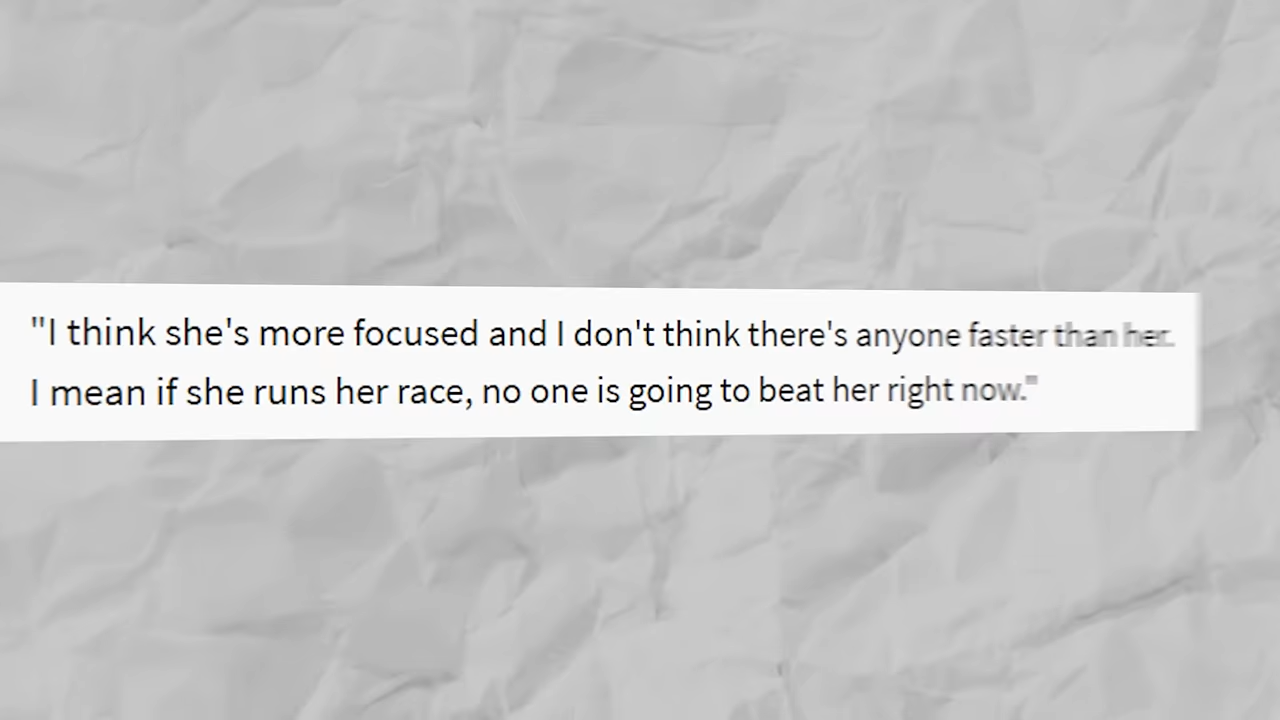 "I think she's more focused and I don't think there's anyone faster than her.
I mean if she runs her race, no one is going to beat her right now."